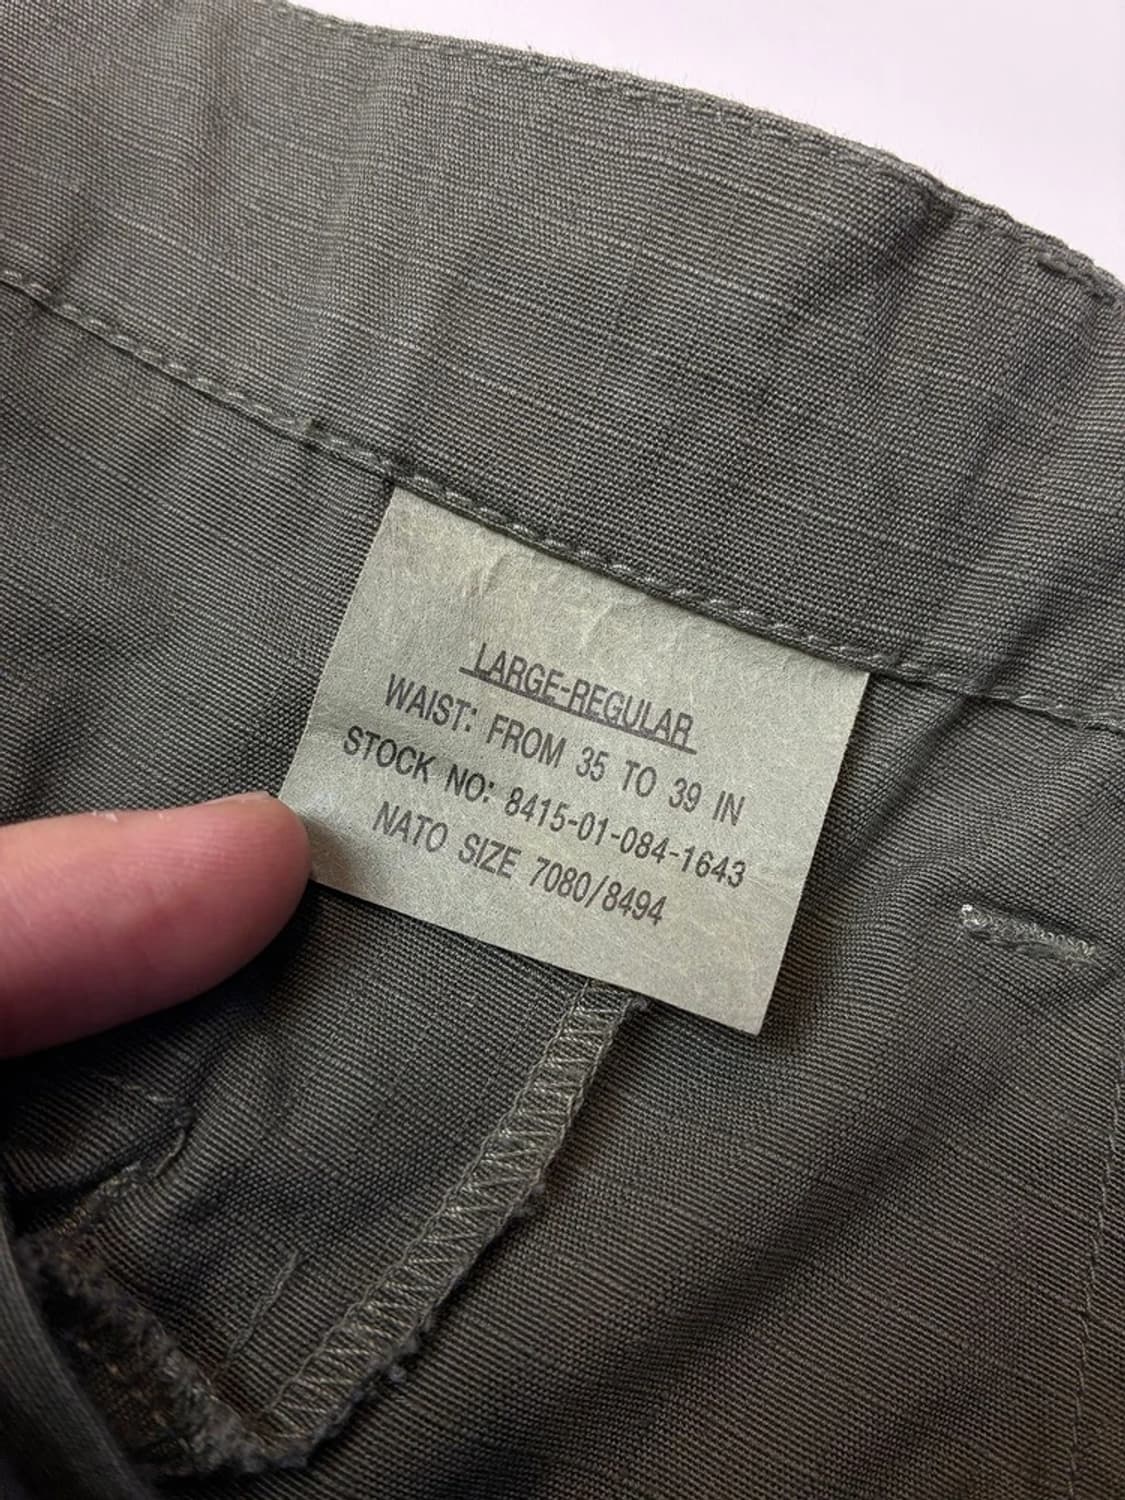 LARGE-REGULAR
WAIST: FROM 35 TO 39 IN
STOCK NO: 8415-01-084-1643
NATO SIZE 7080/8494